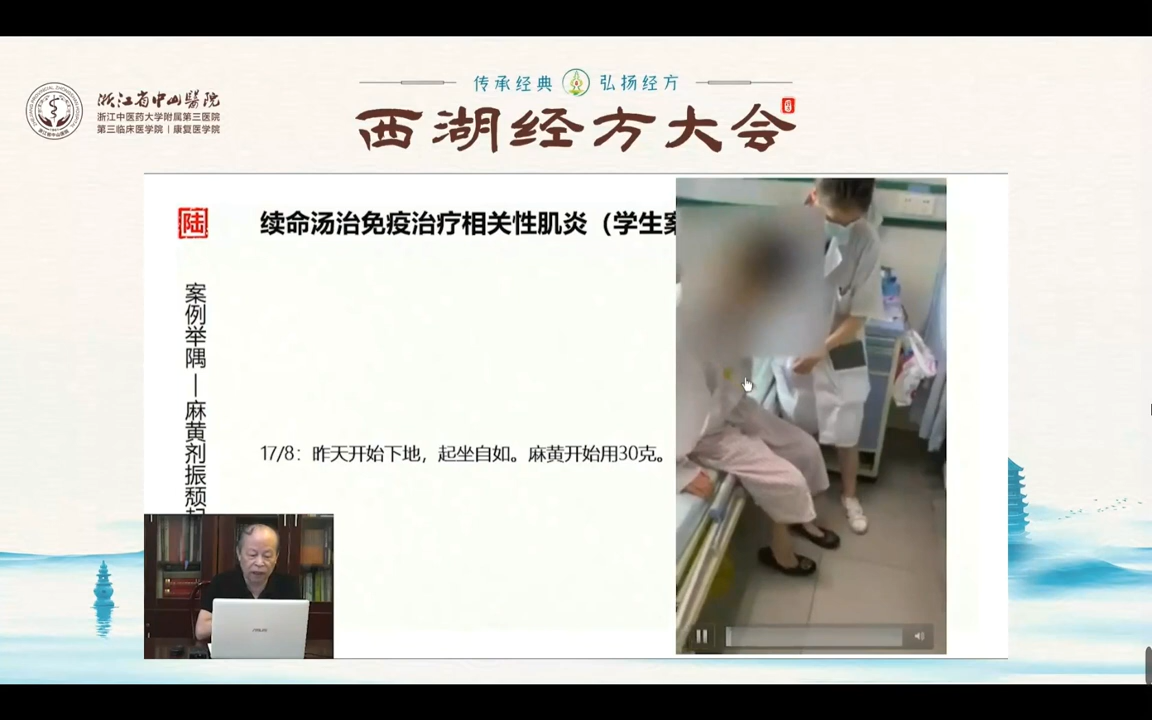 浙江省中山醫院
浙江中医药大学附属第三医院
第三临床医学院 | 康复医学院
传承经典 弘扬经方
西湖经方大会
陆
续命汤治免疫治疗相关性肌炎（学生案
案例举隅—麻黄剂振颓起
17/8：昨天开始下地，起坐自如。麻黄开始用30克。